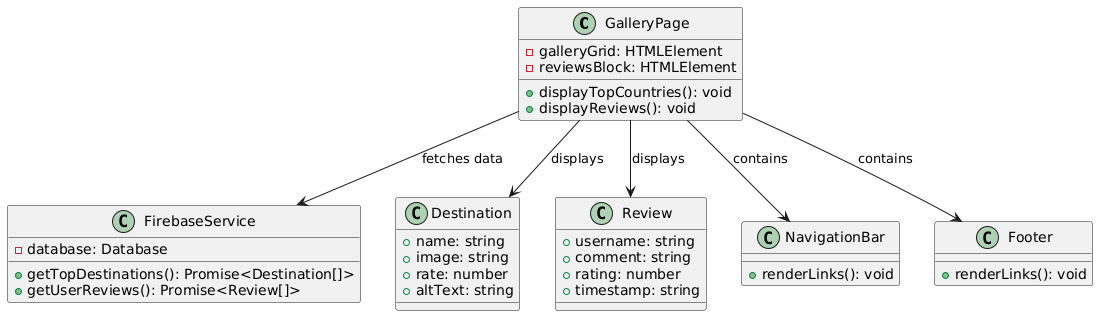 C GalleryPage
galleryGrid: HTMLElement
reviewsBlock: HTMLElement
displayTopCountries(): void
displayReviews(): void
fetches data
displays
displays
contains
contains
C FirebaseService
database: Database
getTopDestinations(): Promise<Destination[]>
getUserReviews(): Promise<Review[]>
C Destination
name: string
image: string
rate: number
altText: string
C Review
username: string
comment: string
rating: number
timestamp: string
C NavigationBar
renderLinks(): void
C Footer
renderLinks(): void